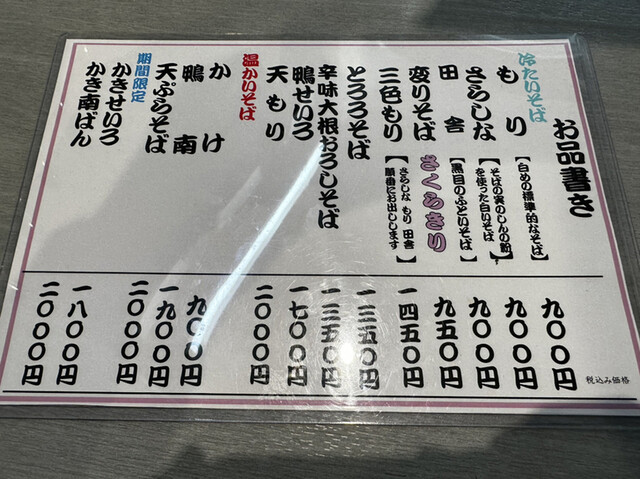 お品書き
冷たいそば
もり
【白めの標準的なそば】
九〇〇円
さらしな
【そばの実のしんの粉
を使った白いそば】
九〇〇円
田舎
【黒目のふといそば】
九〇〇円
変りそば さくらきり
九五〇円
三色もり
【さらしな もり 田舎
順番にお出しします】
一四五〇円
とろろそば
一三五〇円
辛味大根おろしそば
一三五〇円
鴨せいろ
一七〇〇円
天もり
二〇〇〇円
温かいそば
かけ
九〇〇円
鴨南
一九〇〇円
天ぷらそば
二〇〇〇円
期間限定
かきせいろ
一八〇〇円
かき南ばん
二〇〇〇円
税込み価格